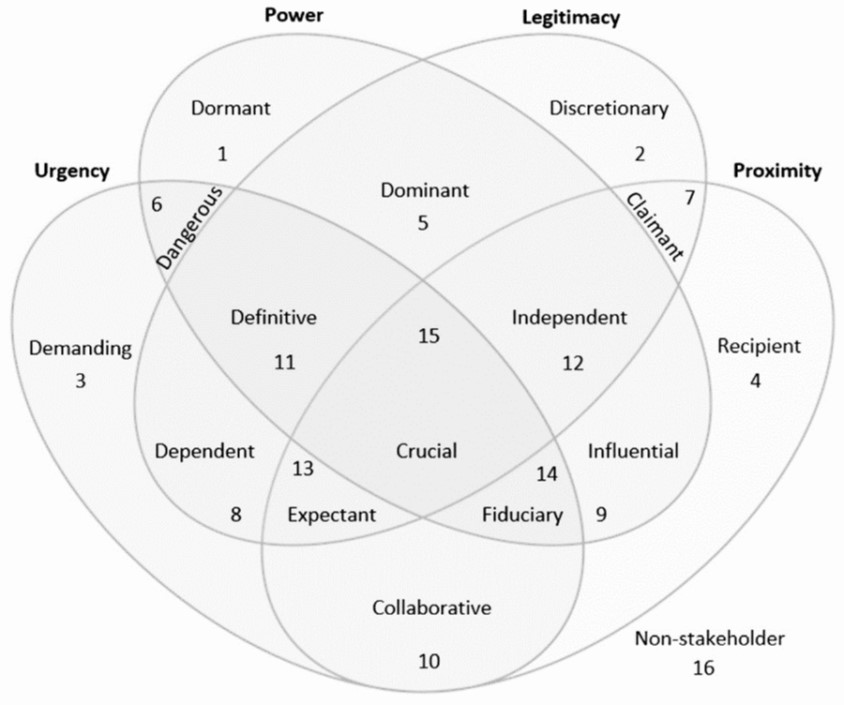 Power
Legitimacy
Dormant
1
Discretionary
2
Urgency
Proximity
6
Dangerous
Dominant
5
Claimant
7
Definitive
11
15
Independent
12
Demanding
3
Recipient
4
Dependent
8
13
Expectant
Crucial
14
Fiduciary
Influential
9
Collaborative
10
Non-stakeholder
16